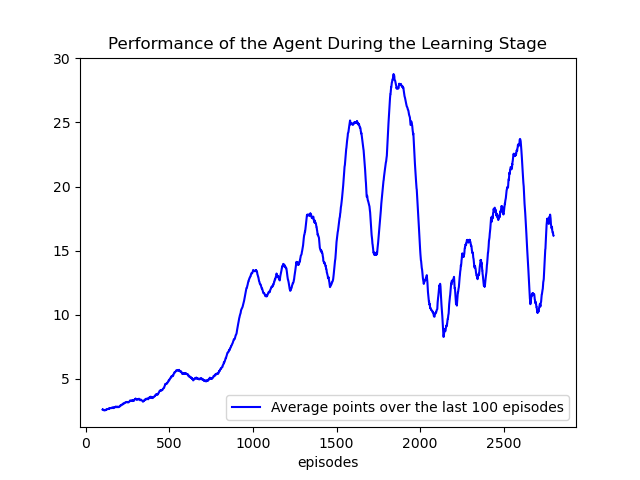 Performance of the Agent During the Learning Stage
30
25
20
15
10
5
Average points over the last 100 episodes
0 500 1000 1500 2000 2500
episodes